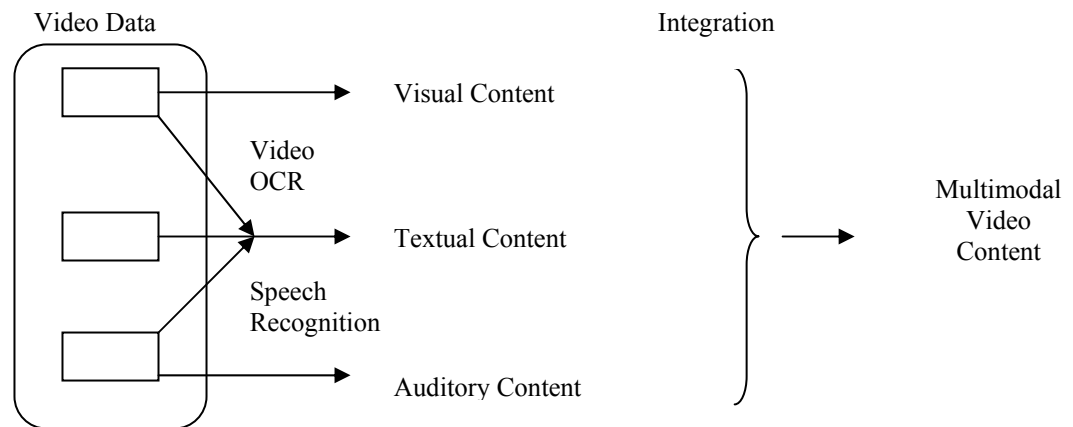 Video Data
Integration
Visual Content
Video
OCR
Textual Content
Speech
Recognition
Auditory Content
Multimodal
Video
Content